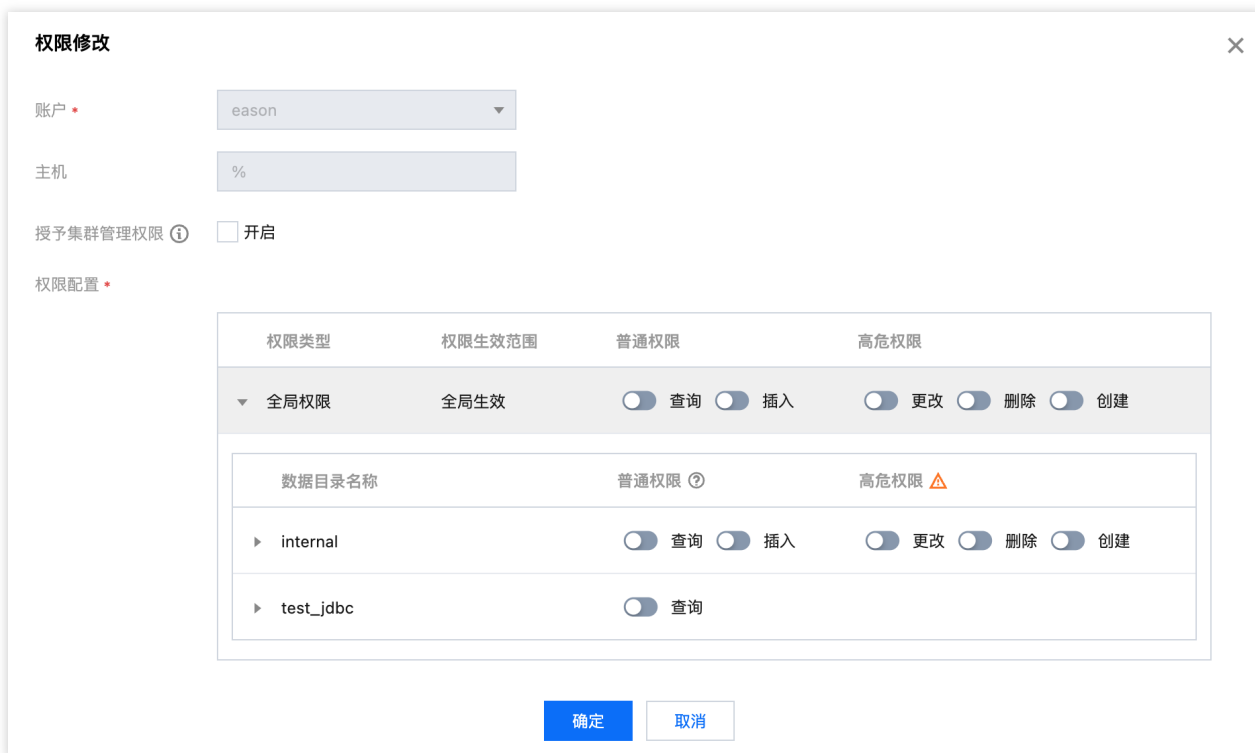 权限修改
账户 *
eason
主机
%
授予集群管理权限 开启
权限配置 *
权限类型 权限生效范围 普通权限 高危权限
全局权限 全局生效 查询 插入 更改 删除 创建
数据目录名称 普通权限 高危权限
internal 查询 插入 更改 删除 创建
test_jdbc 查询
确定 取消